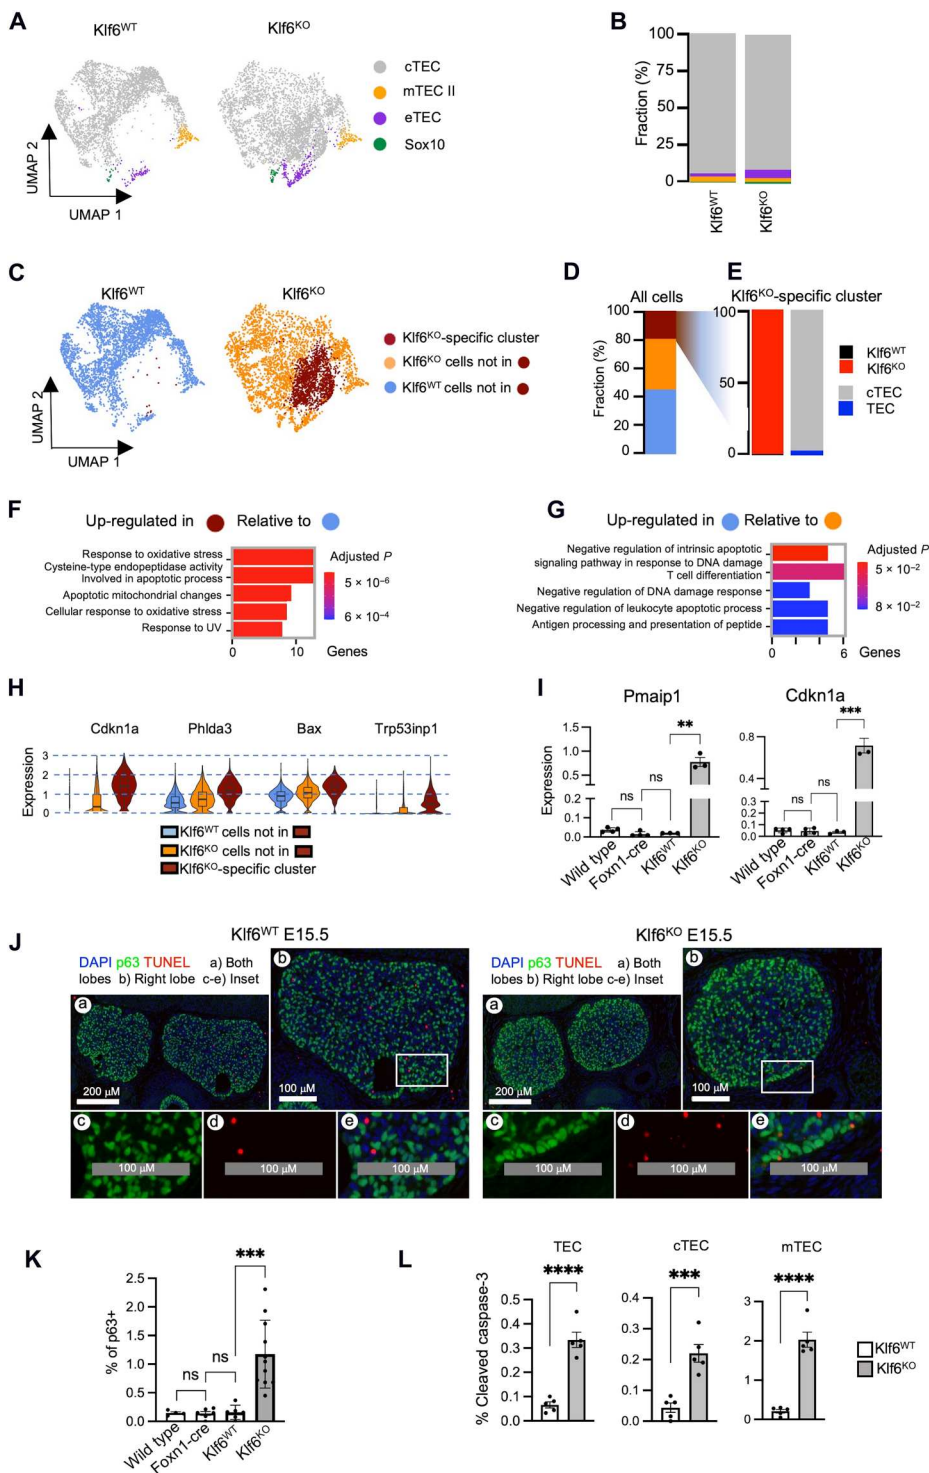 A
Klf6WT
Klf6KO
cTEC
mTEC II
eTEC
Sox10
UMAP 2
UMAP 1
B
Fraction (%)
100
75
50
25
0
Klf6WT
Klf6KO
C
Klf6WT
Klf6KO
Klf6KO-specific cluster
Klf6KO cells not in
Klf6WT cells not in
UMAP 2
UMAP 1
D
All cells
Fraction (%)
100
80
60
40
20
0
E
Klf6KO-specific cluster
100
50
0
Klf6WT
Klf6KO
cTEC
TEC
F
Up-regulated in Relative to
Response to oxidative stress
Cysteine-type endopeptidase activity
Involved in apoptotic process
Apoptotic mitochondrial changes
Cellular response to oxidative stress
Response to UV
0 10 Genes
Adjusted P
5 × 10−6
6 × 10−4
G
Up-regulated in Relative to
Negative regulation of intrinsic apoptotic
signaling pathway in response to DNA damage
T cell differentiation
Negative regulation of DNA damage response
Negative regulation of leukocyte apoptotic process
Antigen processing and presentation of peptide
0 6 Genes
Adjusted P
5 × 10−2
8 × 10−2
H
Cdkn1a Phlda3 Bax Trp53inp1
Expression
3
2
1
0
Klf6WT cells not in
Klf6KO cells not in
Klf6KO-specific cluster
I
Pmaip1
Expression
1.5
1.0
0.5
0.2
0.1
0.0
ns
ns
**
Wild type
Foxn1-cre
Klf6WT
Klf6KO
Cdkn1a
0.8
0.4
0.3
0.2
0.1
0.0
ns
ns
***
Wild type
Foxn1-cre
Klf6WT
Klf6KO
J
Klf6WT E15.5
DAPI p63 TUNEL a) Both
lobes b) Right lobe c-e) Inset
a
200 µM
b
100 µM
c
100 µM
d
100 µM
e
100 µM
Klf6KO E15.5
DAPI p63 TUNEL a) Both
lobes b) Right lobe c-e) Inset
a
200 µM
b
100 µM
c
100 µM
d
100 µM
e
100 µM
K
% of p63+
2.5
2.0
1.5
1.0
0.5
0.0
ns
ns
***
Wild type
Foxn1-cre
Klf6WT
Klf6KO
L
% Cleaved caspase-3
TEC
****
0.5
0.4
0.3
0.2
0.1
0.0
cTEC
***
0.4
0.3
0.2
0.1
0.0
mTEC
****
3
2
1
0
Klf6WT
Klf6KO